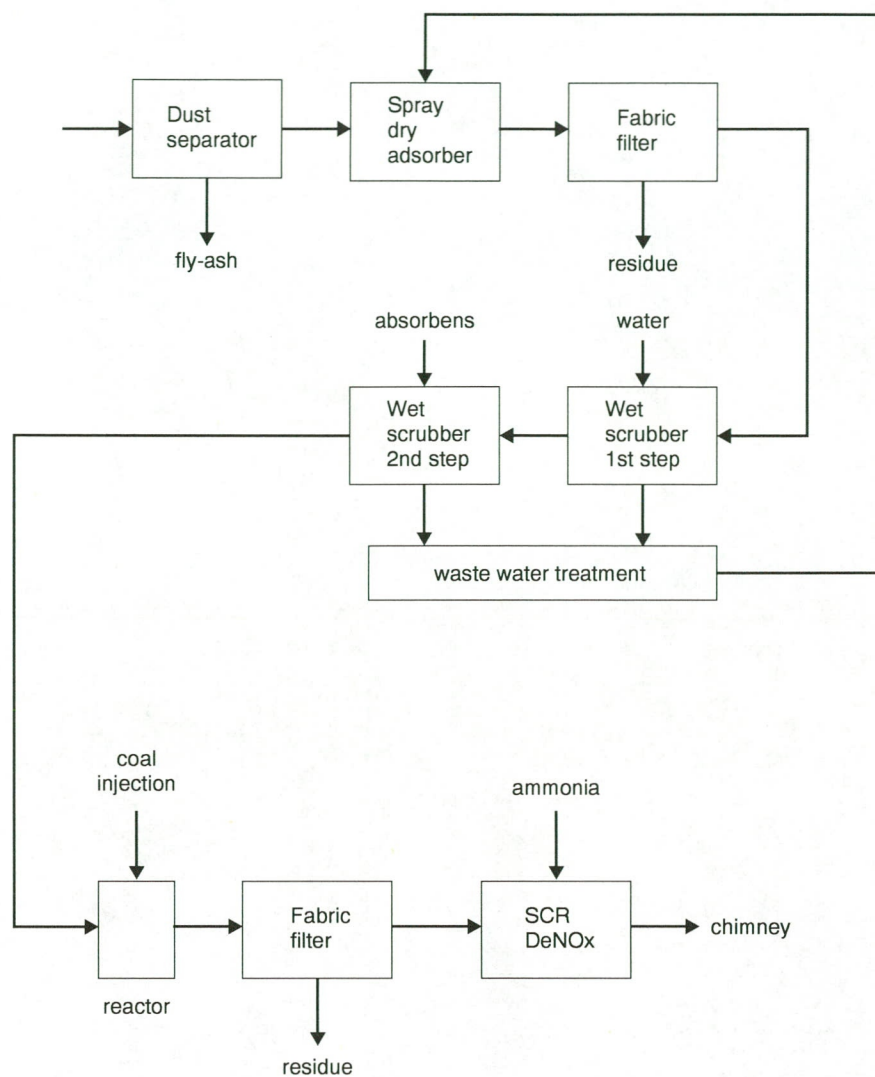 Dust
separator
Spray
dry
adsorber
Fabric
filter
fly-ash
residue
absorbens
water
Wet
scrubber
2nd step
Wet
scrubber
1st step
waste water treatment
coal
injection
ammonia
Fabric
filter
SCR
DeNOx
chimney
reactor
residue